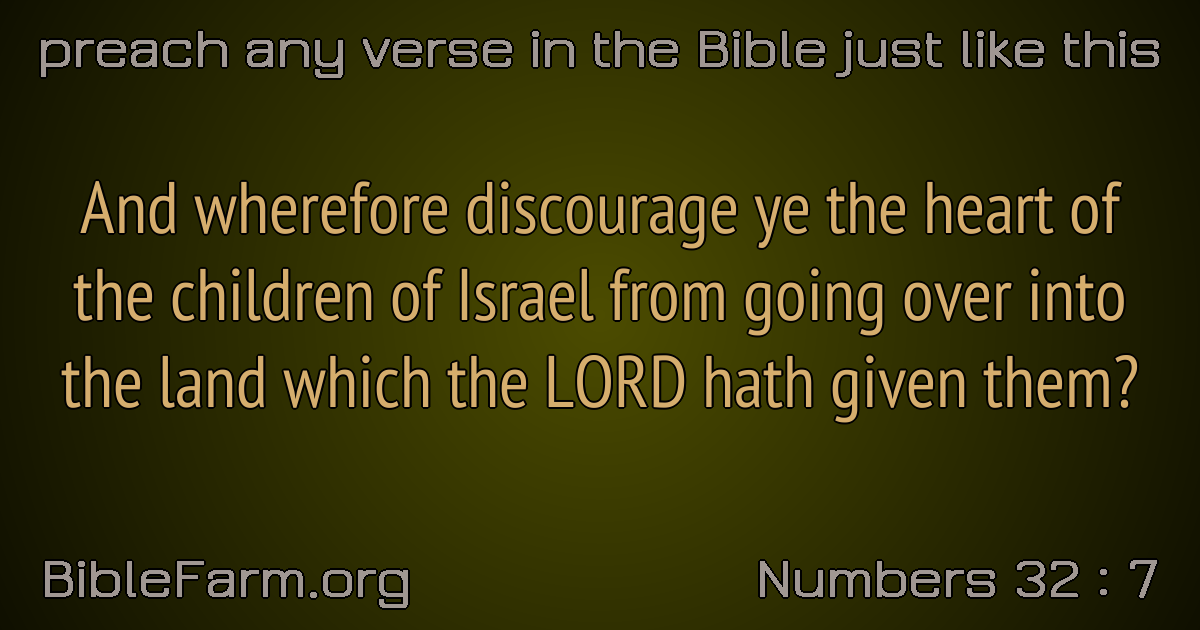 preach any verse in the Bible just like this
And wherefore discourage ye the heart of
the children of Israel from going over into
the land which the LORD hath given them?
BibleFarm.org
Numbers 32 : 7